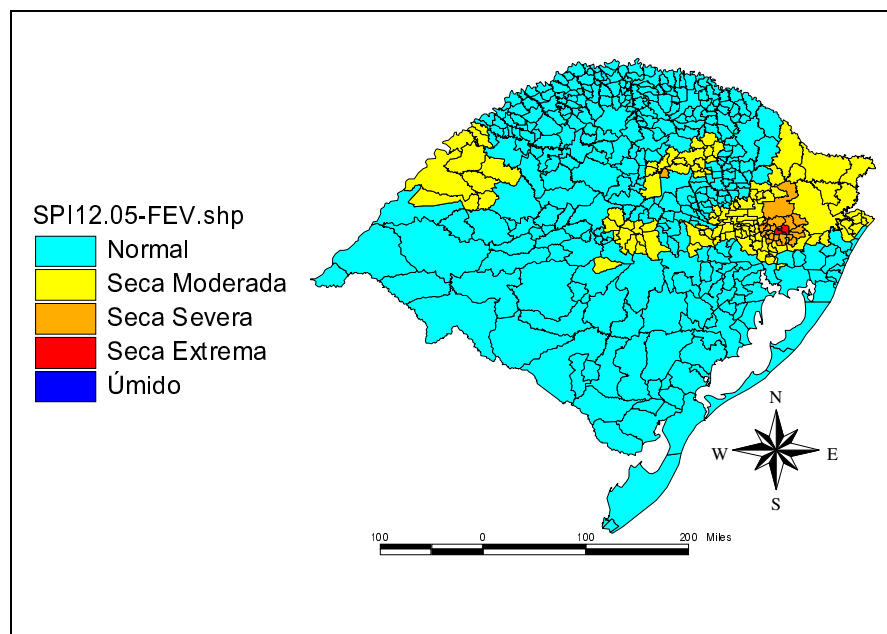 SPI12.05-FEV.shp
Normal
Seca Moderada
Seca Severa
Seca Extrema
Úmido
N
W E
S
100 0 100 200 Miles